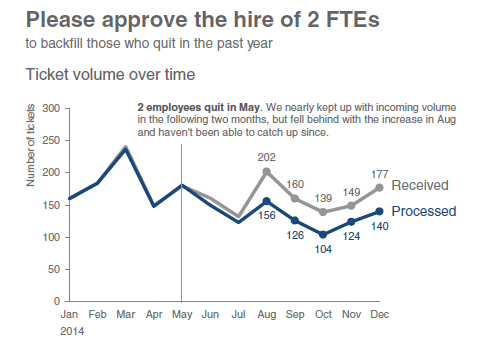 Please approve the hire of 2 FTEs
to backfill those who quit in the past year
Ticket volume over time
Number of tickets
300
250
200
150
100
50
0
2 employees quit in May. We nearly kept up with incoming volume
in the following two months, but fell behind with the increase in Aug
and haven't been able to catch up since.
202
160
139
149
177
Received
Processed
156
126
104
124
140
Jan Feb Mar Apr May Jun Jul Aug Sep Oct Nov Dec
2014